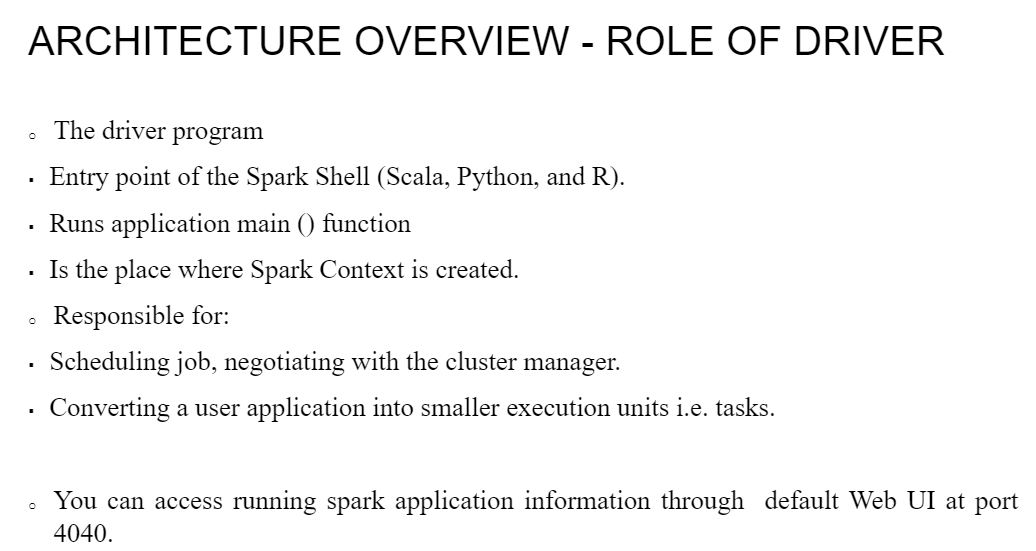 ARCHITECTURE OVERVIEW - ROLE OF DRIVER
○ The driver program
▪ Entry point of the Spark Shell (Scala, Python, and R).
▪ Runs application main () function
▪ Is the place where Spark Context is created.
○ Responsible for:
▪ Scheduling job, negotiating with the cluster manager.
▪ Converting a user application into smaller execution units i.e. tasks.
○ You can access running spark application information through default Web UI at port
4040.